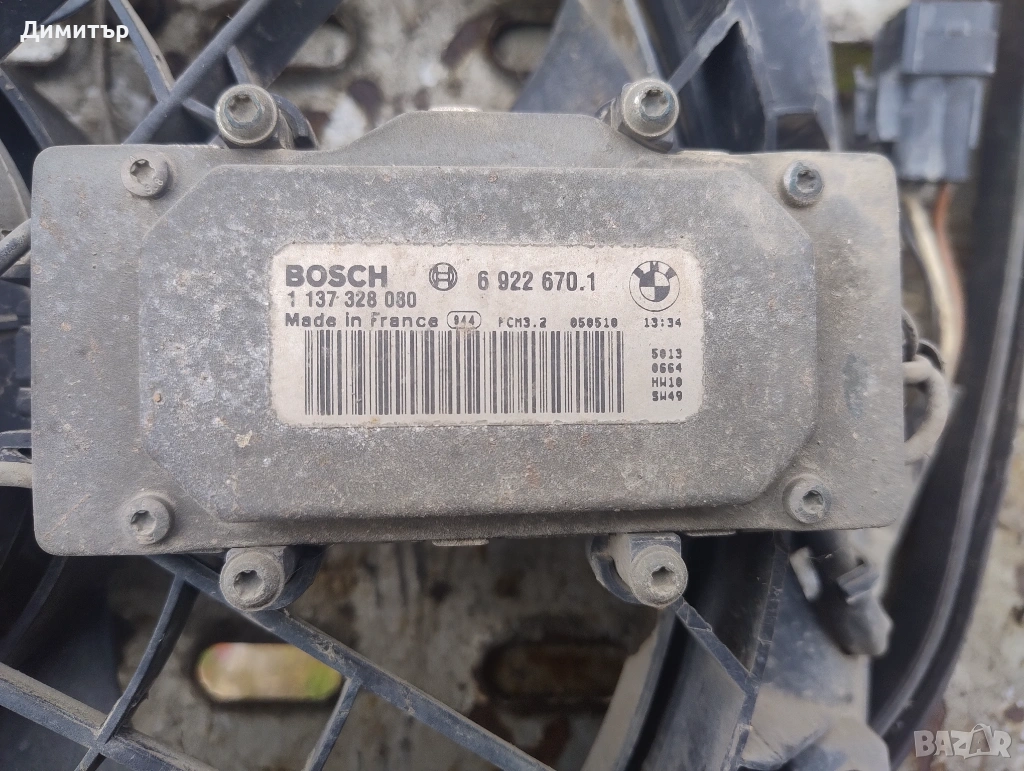 Димитър
BOSCH 6 922 670.1
1 137 328 080
Made in France 044 FCM3.2 050510 13:34
5013
0664
HW10
SW49
BAZAR